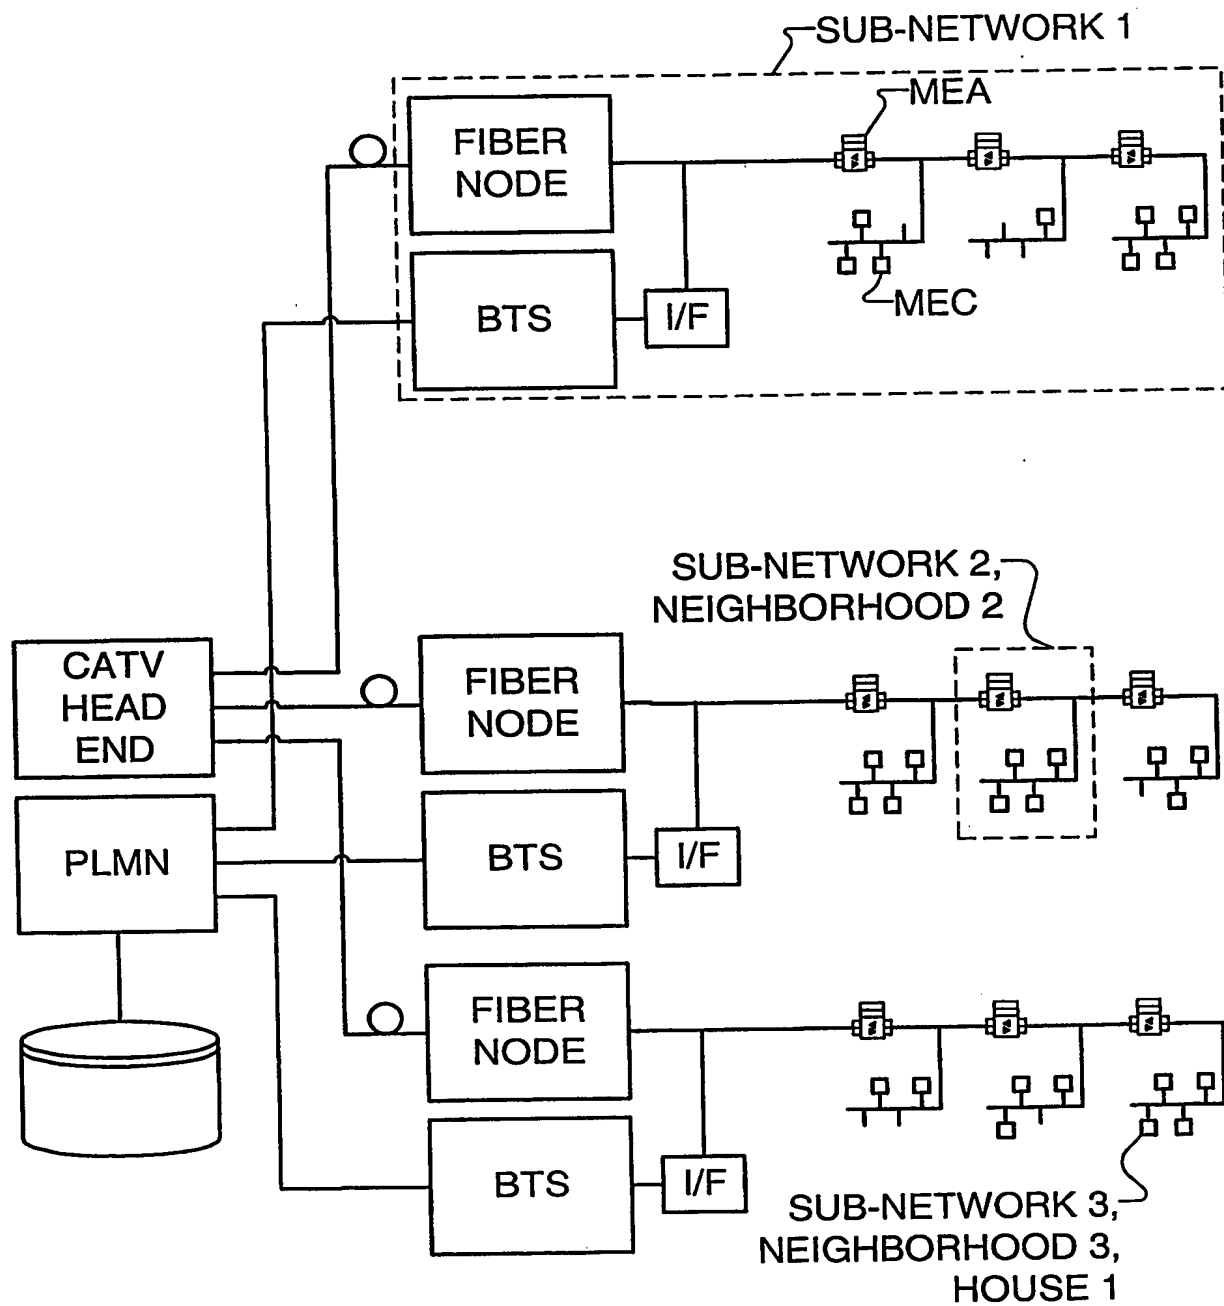 SUB-NETWORK 1
MEA
FIBER
NODE
MEC
BTS
I/F
SUB-NETWORK 2,
NEIGHBORHOOD 2
CATV
HEAD
END
FIBER
NODE
PLMN
BTS
I/F
FIBER
NODE
BTS
I/F
SUB-NETWORK 3,
NEIGHBORHOOD 3,
HOUSE 1